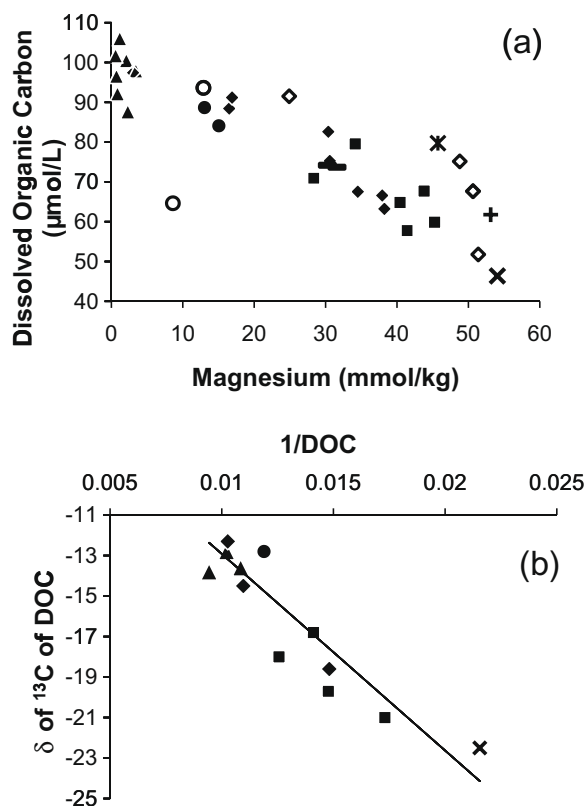 (a)
Dissolved Organic Carbon
(µmol/L)
110
100
90
80
70
60
50
40
0 10 20 30 40 50 60
Magnesium (mmol/kg)
1/DOC
0.005 0.01 0.015 0.02 0.025
(b)
δ of ¹³C of DOC
-11
-13
-15
-17
-19
-21
-23
-25